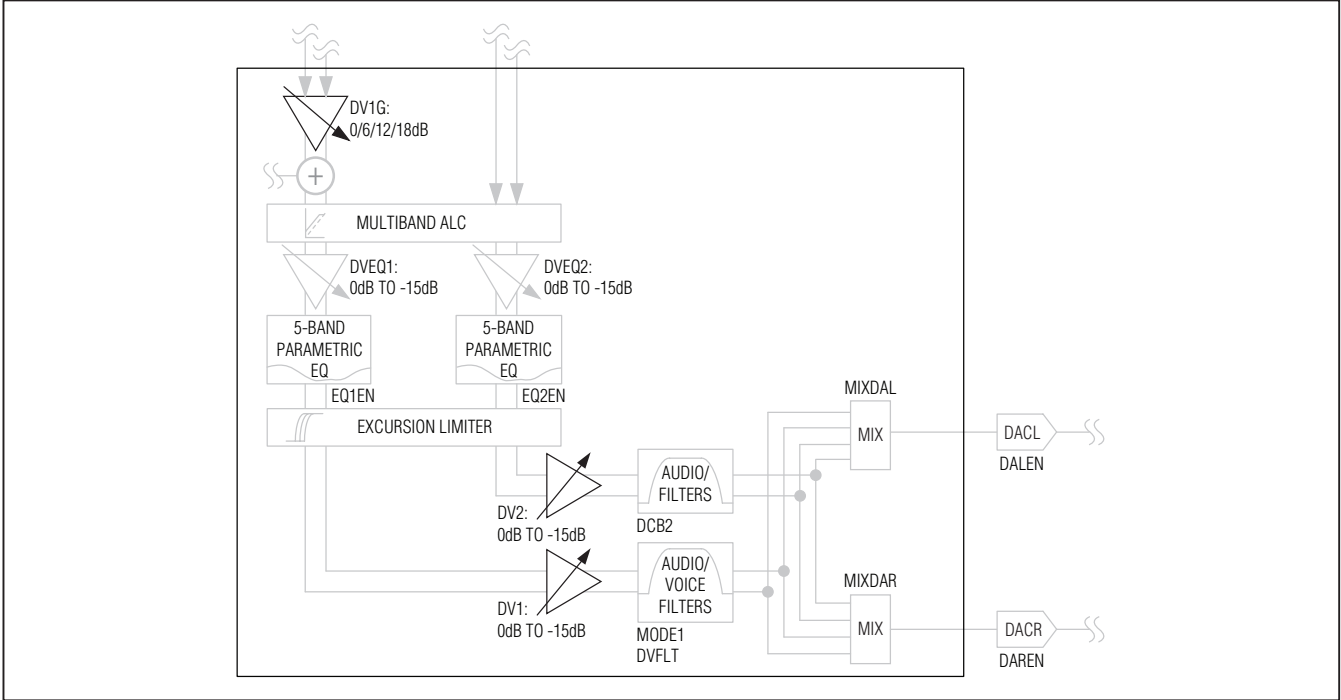 DV1G:
0/6/12/18dB
+
MULTIBAND ALC
DVEQ1:
0dB TO -15dB
DVEQ2:
0dB TO -15dB
5-BAND
PARAMETRIC
EQ
5-BAND
PARAMETRIC
EQ
EQ1EN
EQ2EN
EXCURSION LIMITER
MIXDAL
MIX
DACL
DALEN
AUDIO/
FILTERS
DCB2
DV2:
0dB TO -15dB
AUDIO/
VOICE
FILTERS
MODE1
DVFLT
DV1:
0dB TO -15dB
MIXDAR
MIX
DACR
DAREN